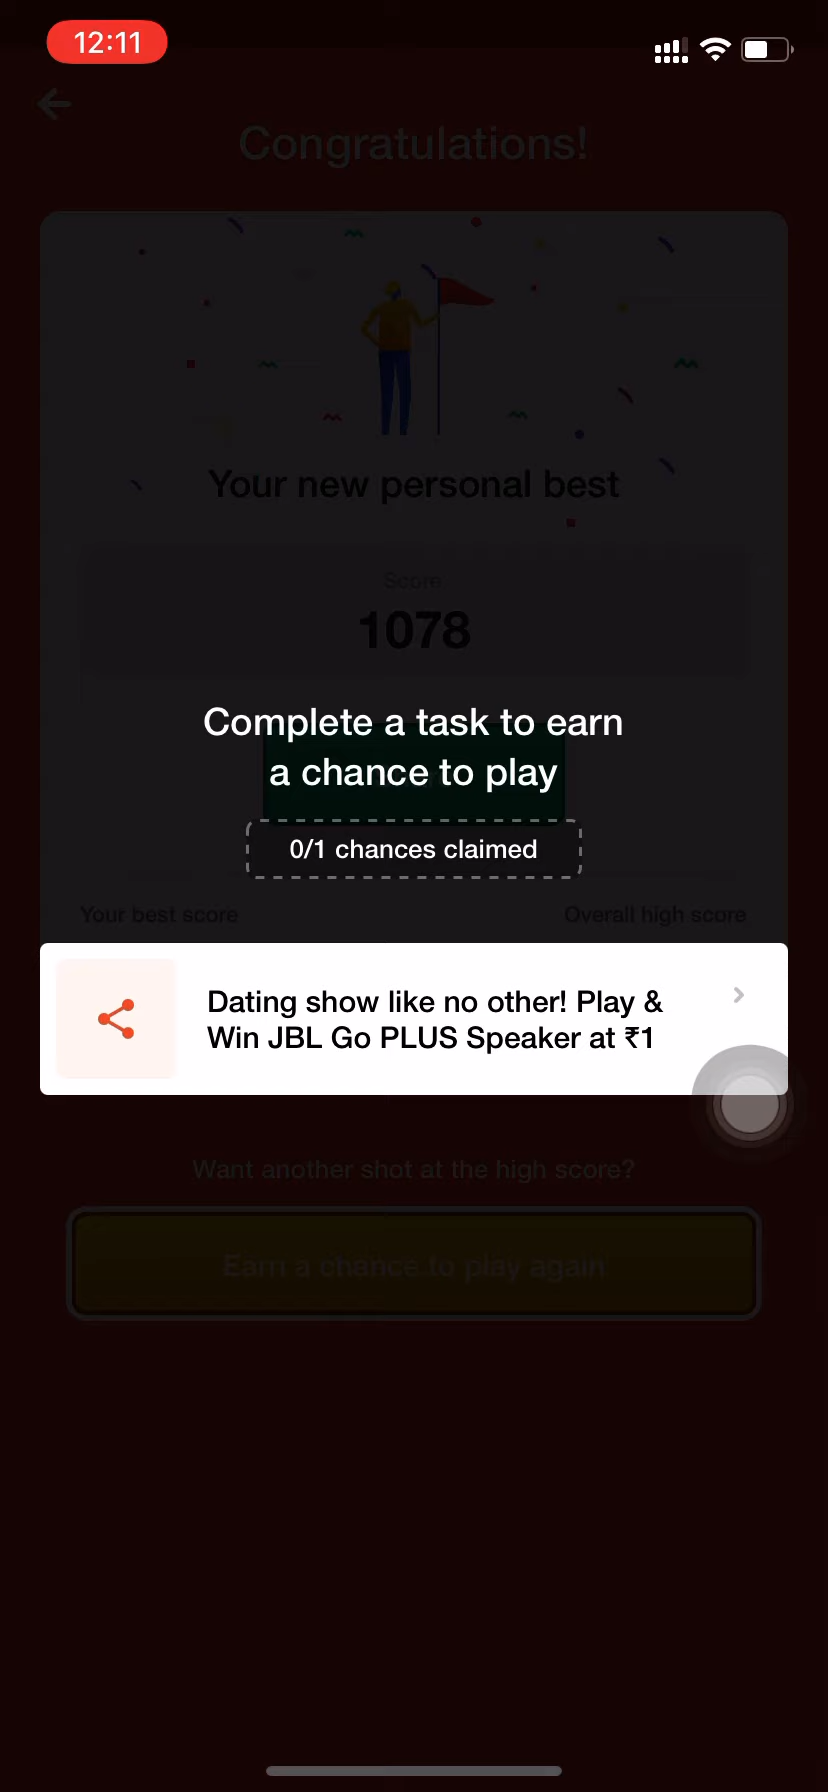 12:11
Congratulations!
Your new personal best
Score
1078
Complete a task to earn
a chance to play
0/1 chances claimed
Your best score
Overall high score
Dating show like no other! Play &
Win JBL Go PLUS Speaker at ₹1
Want another shot at the high score?
Earn a chance to play again